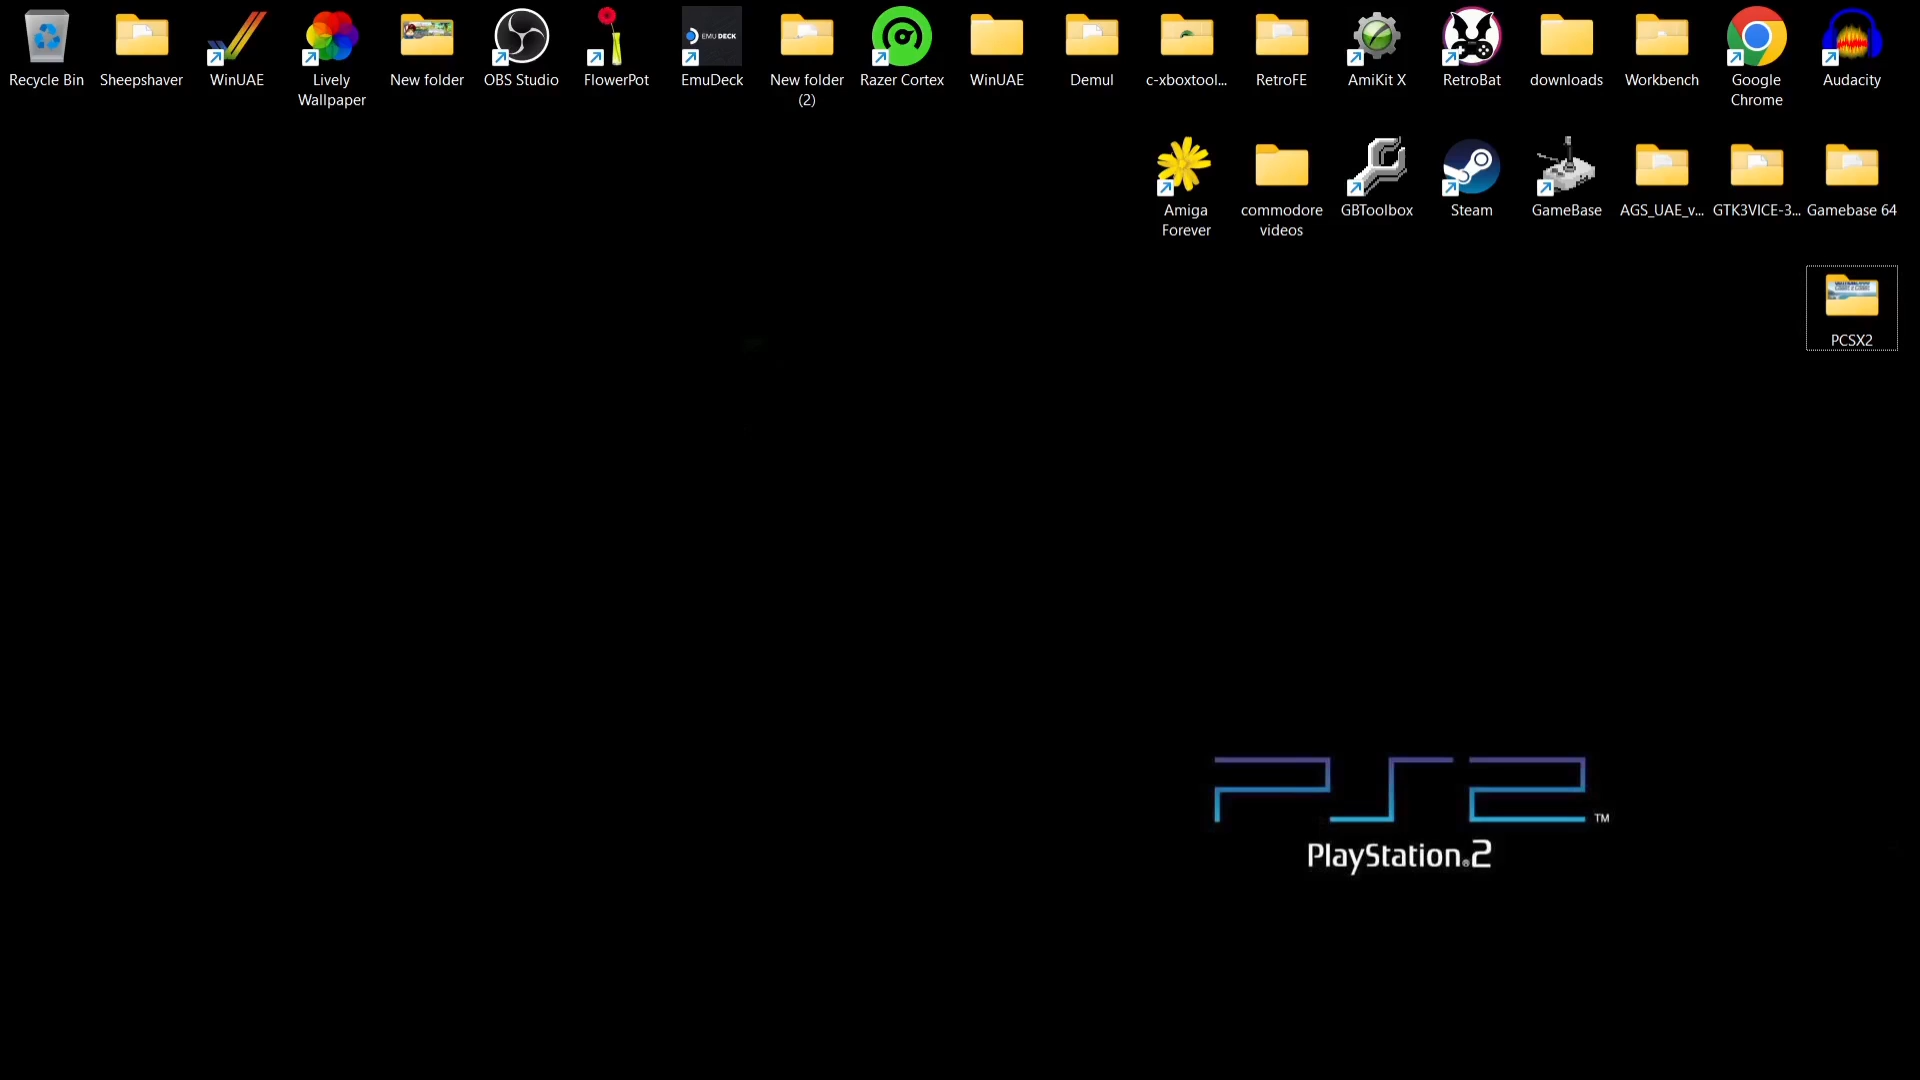 Recycle Bin
Sheepshaver
WinUAE
Lively
Wallpaper
New folder
OBS Studio
FlowerPot
EMU DECK
EmuDeck
New folder
(2)
Razer Cortex
WinUAE
Demul
c-xboxtool...
RetroFE
AmiKit X
RetroBat
downloads
Workbench
Google
Chrome
Audacity
Amiga
Forever
commodore
videos
GBToolbox
Steam
GameBase
AGS_UAE_v...
GTK3VICE-3...
Gamebase 64
PCSX2
PS2 TM
PlayStation®2